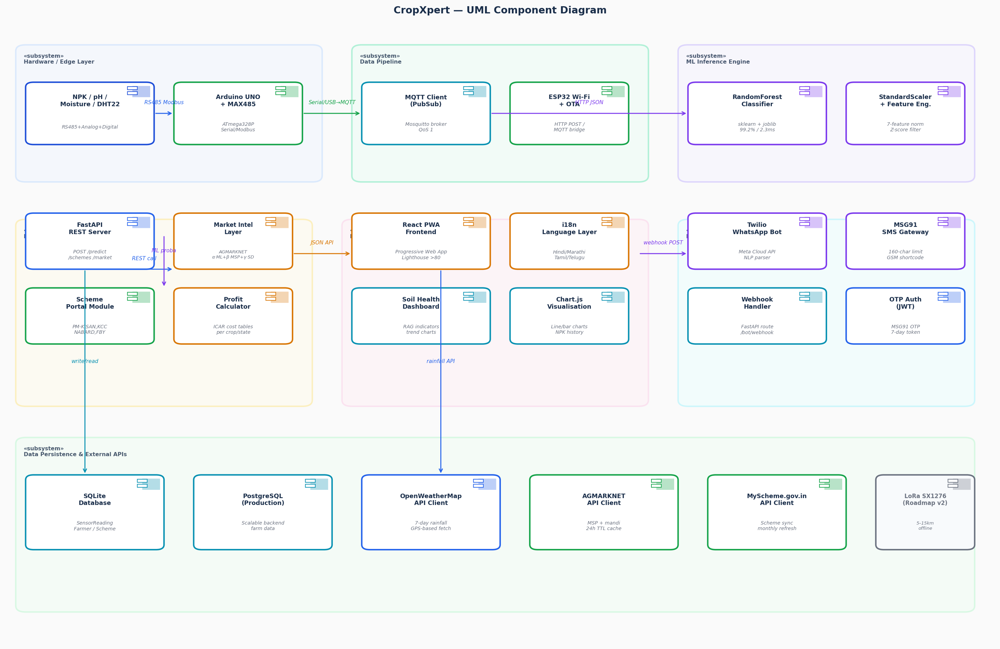 CropXpert — UML Component Diagram
«subsystem»
Hardware / Edge Layer
NPK / pH /
Moisture / DHT22
RS485+Analog+Digital
RS485 Modbus
Arduino UNO
+ MAX485
ATmega328P
Serial/Modbus
Serial/USB→MQTT
«subsystem»
Data Pipeline
MQTT Client
(PubSub)
Mosquitto broker
QoS 1
ESP32 Wi-Fi
+ OTA
HTTP POST /
MQTT bridge
HTTP JSON
«subsystem»
ML Inference Engine
RandomForest
Classifier
sklearn + joblib
99.2% / 2.3ms
StandardScaler
+ Feature Eng.
7-feature norm
Z-score filter
FastAPI
REST Server
POST /predict
/schemes /market
ML proba
REST call
Market Intel
Layer
AGMARKNET
α·ML+β·MSP+γ·SD
JSON API
React PWA
Frontend
Progressive Web App
Lighthouse >80
i18n
Language Layer
Hindi/Marathi
Tamil/Telugu
webhook POST
Twilio
WhatsApp Bot
Meta Cloud API
NLP parser
MSG91
SMS Gateway
160-char limit
GSM shortcode
Scheme
Portal Module
PM-KISAN,KCC
NABARD,FBY
Profit
Calculator
ICAR cost tables
per crop/state
Soil Health
Dashboard
RAG indicators
trend charts
Chart.js
Visualisation
Line/bar charts
NPK history
Webhook
Handler
FastAPI route
/bot/webhook
OTP Auth
(JWT)
MSG91 OTP
7-day token
write/read
rainfall API
«subsystem»
Data Persistence & External APIs
SQLite
Database
SensorReading
Farmer / Scheme
PostgreSQL
(Production)
Scalable backend
farm data
OpenWeatherMap
API Client
7-day rainfall
GPS-based fetch
AGMARKNET
API Client
MSP + mandi
24h TTL cache
MyScheme.gov.in
API Client
Scheme sync
monthly refresh
LoRa SX1276
(Roadmap v2)
5–15km
offline